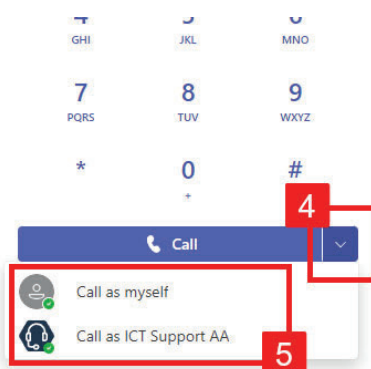 GHI JKL MNO
7 8 9
PQRS TUV WXYZ
* 0 #
+
4
Call
Call as myself
Call as ICT Support AA
5